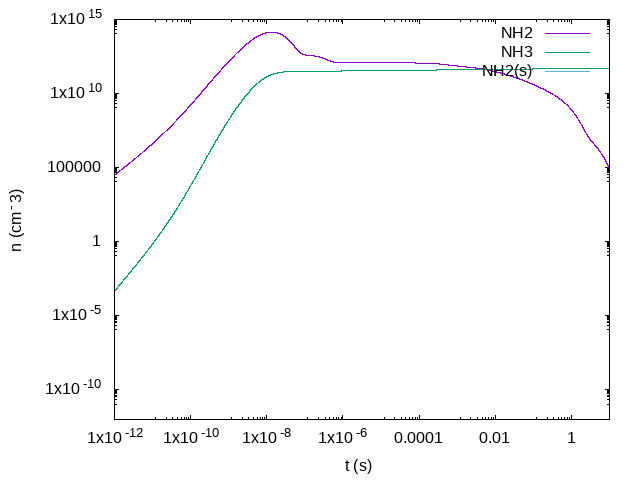 1x10^15
NH2
NH3
NH2(s)
1x10^10
100000
1
1x10^-5
1x10^-10
n (cm^-3)
1x10^-12 1x10^-10 1x10^-8 1x10^-6 0.0001 0.01 1
t (s)